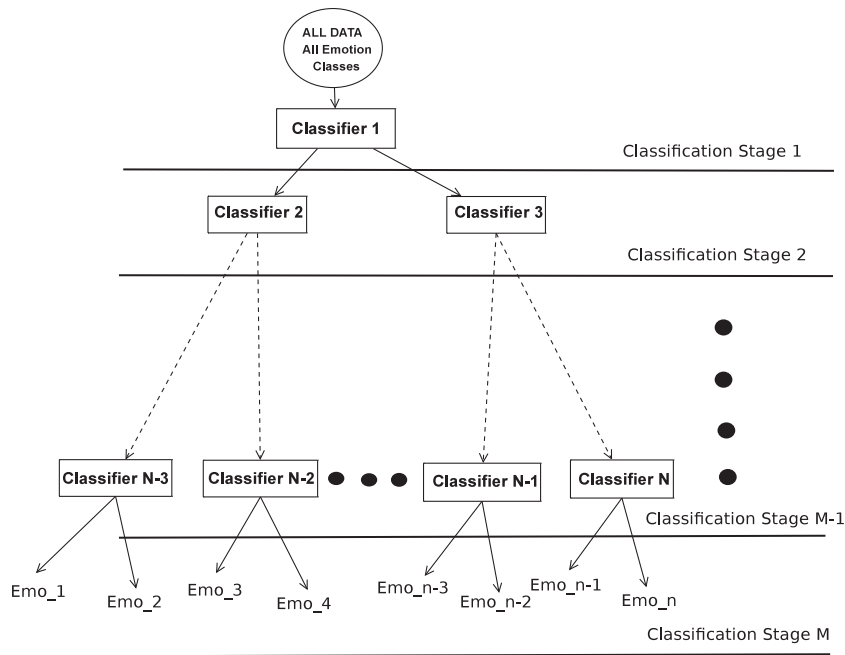 ALL DATA
All Emotion
Classes
Classifier 1
Classification Stage 1
Classifier 2
Classifier 3
Classification Stage 2
Classifier N-3
Classifier N-2
Classifier N-1
Classifier N
Classification Stage M-1
Emo_1
Emo_2
Emo_3
Emo_4
Emo_n-3
Emo_n-2
Emo_n-1
Emo_n
Classification Stage M